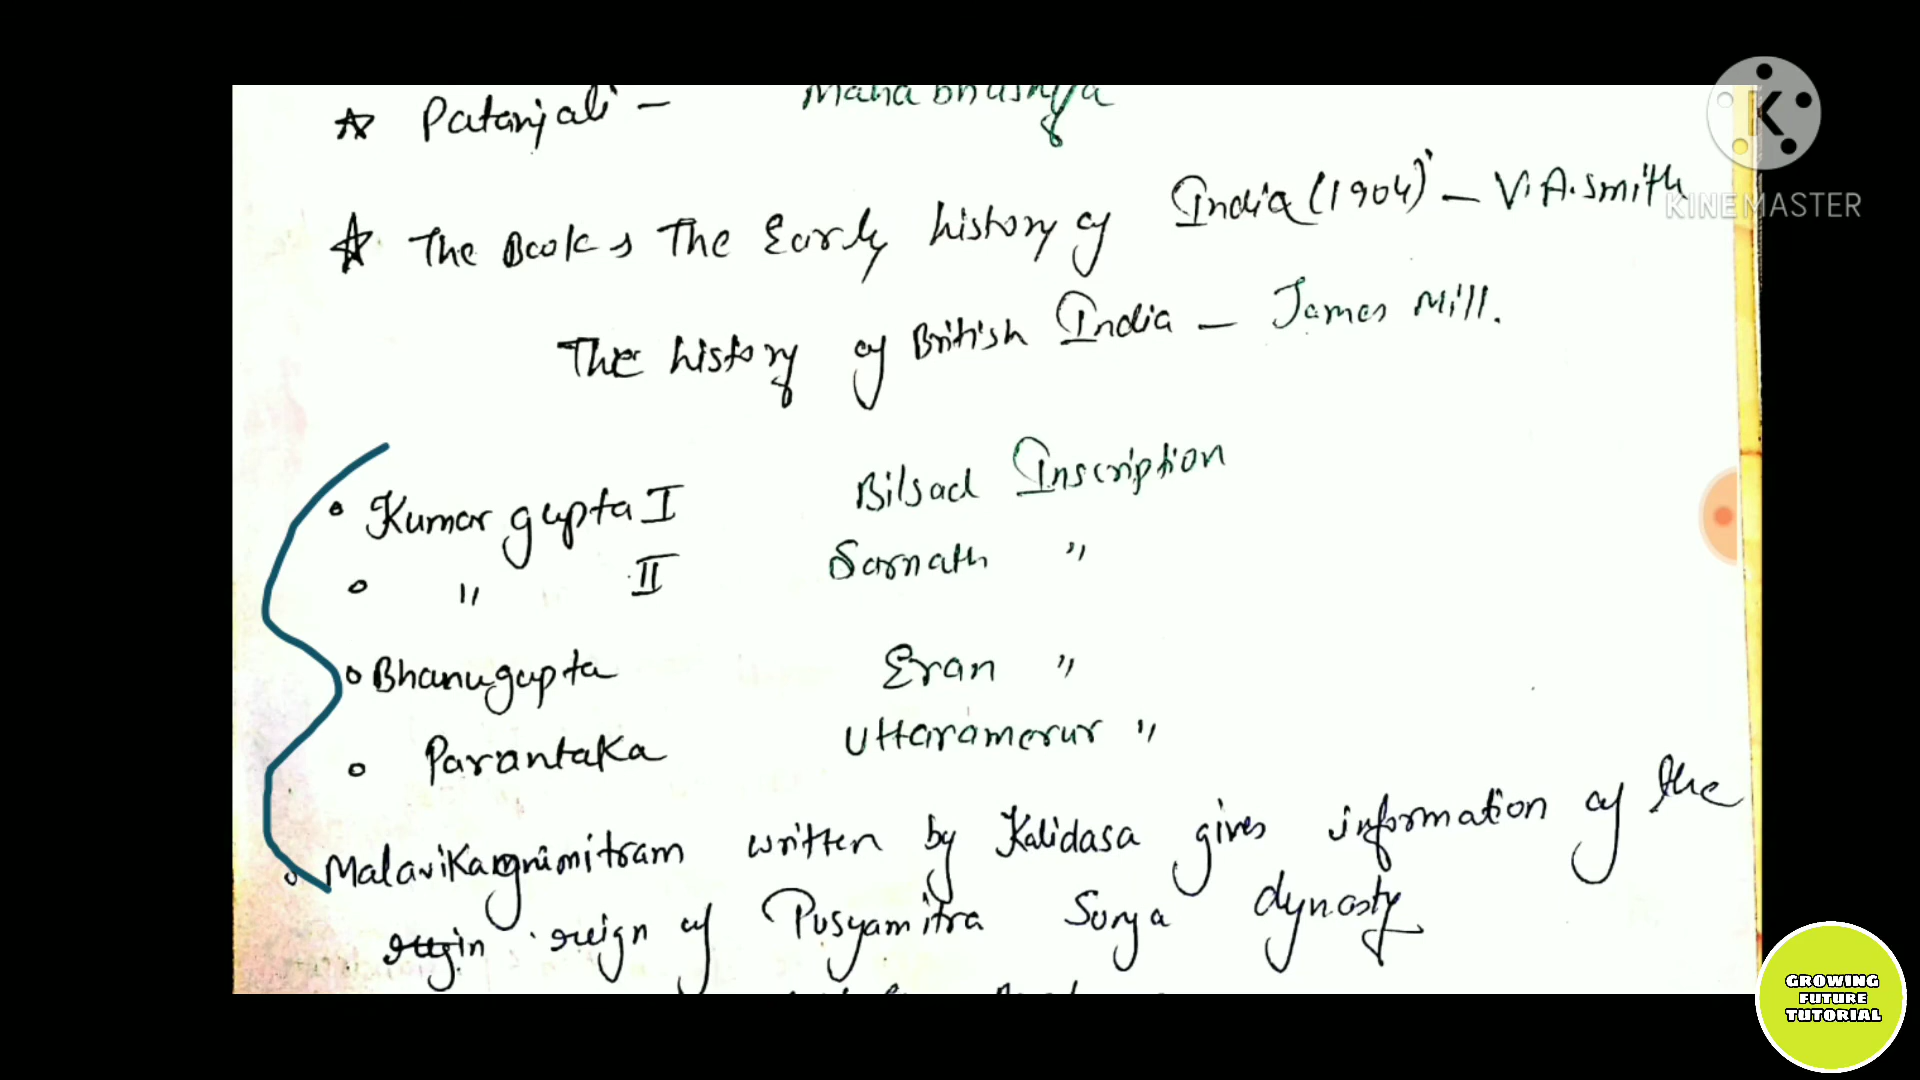 ☆ Patanjali - Mahabhashya
☆ The Books The Early history of India (1904) - V.A. Smith
The history of British India - James Mill.
• Kumar gupta I Bilsad Inscription
• " II Sarnath "
• Bhanugupta Eran "
• Parantaka Uttaramerur "
• Malavikangnimitram written by Kalidasa gives information of the
reign of Pusyamitra Sunga dynasty
KINEMASTER
GROWING
FUTURE
TUTORIAL